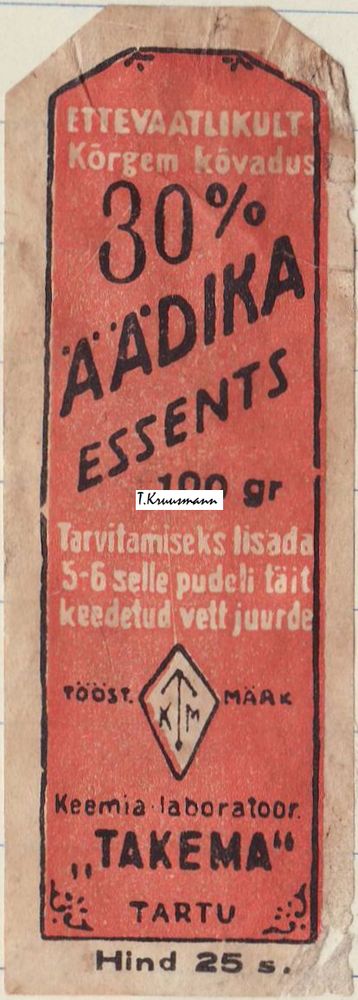 ETTEVAATLIKULT
Kõrgem kõvadus
30%
ÄÄDIKA
ESSENTS
100 gr
T.Kruusmann
Tarvitamiseks lisada
5-6 selle pudeli täit
keedetud vett juurde
TÖÖST. K M MÄRK
Keemia laboratoor.
„TAKEMA“
TARTU
Hind 25 s.